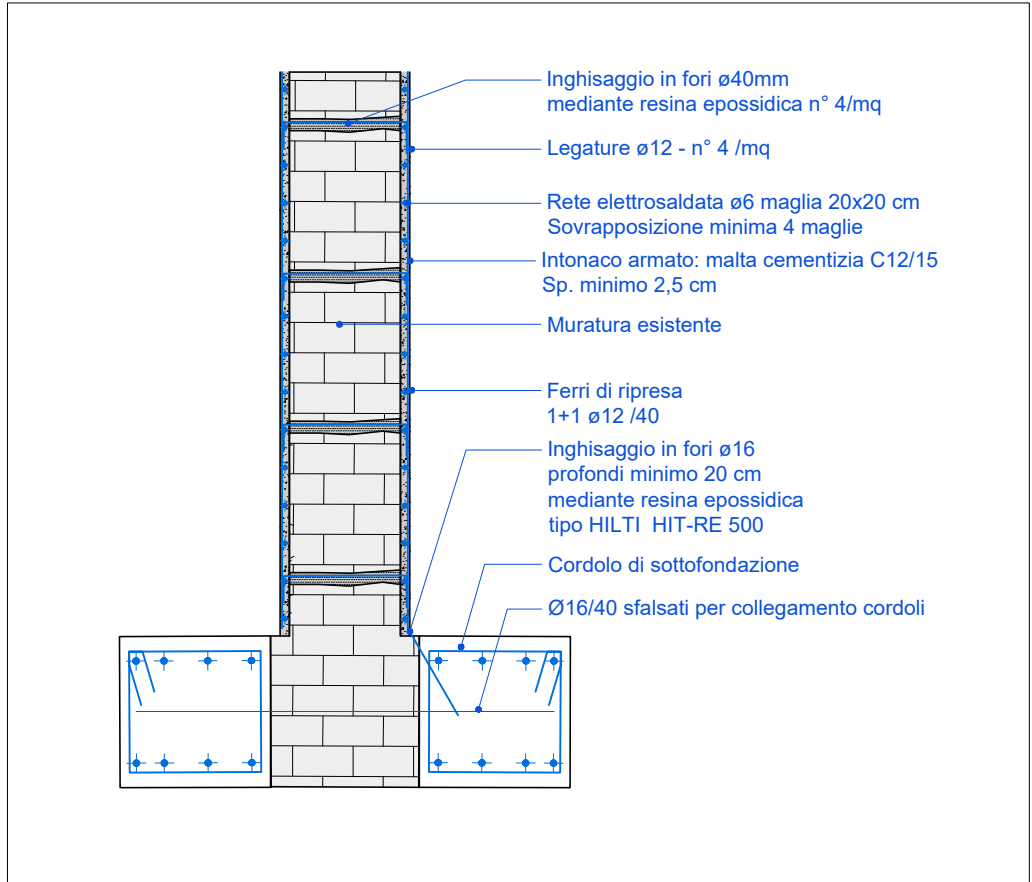 Inghisaggio in fori ø40mm
mediante resina epossidica n° 4/mq
Legature ø12 - n° 4 /mq
Rete elettrosaldata ø6 maglia 20x20 cm
Sovrapposizione minima 4 maglie
Intonaco armato: malta cementizia C12/15
Sp. minimo 2,5 cm
Muratura esistente
Ferri di ripresa
1+1 ø12 /40
Inghisaggio in fori ø16
profondi minimo 20 cm
mediante resina epossidica
tipo HILTI HIT-RE 500
Cordolo di sottofondazione
Ø16/40 sfalsati per collegamento cordoli